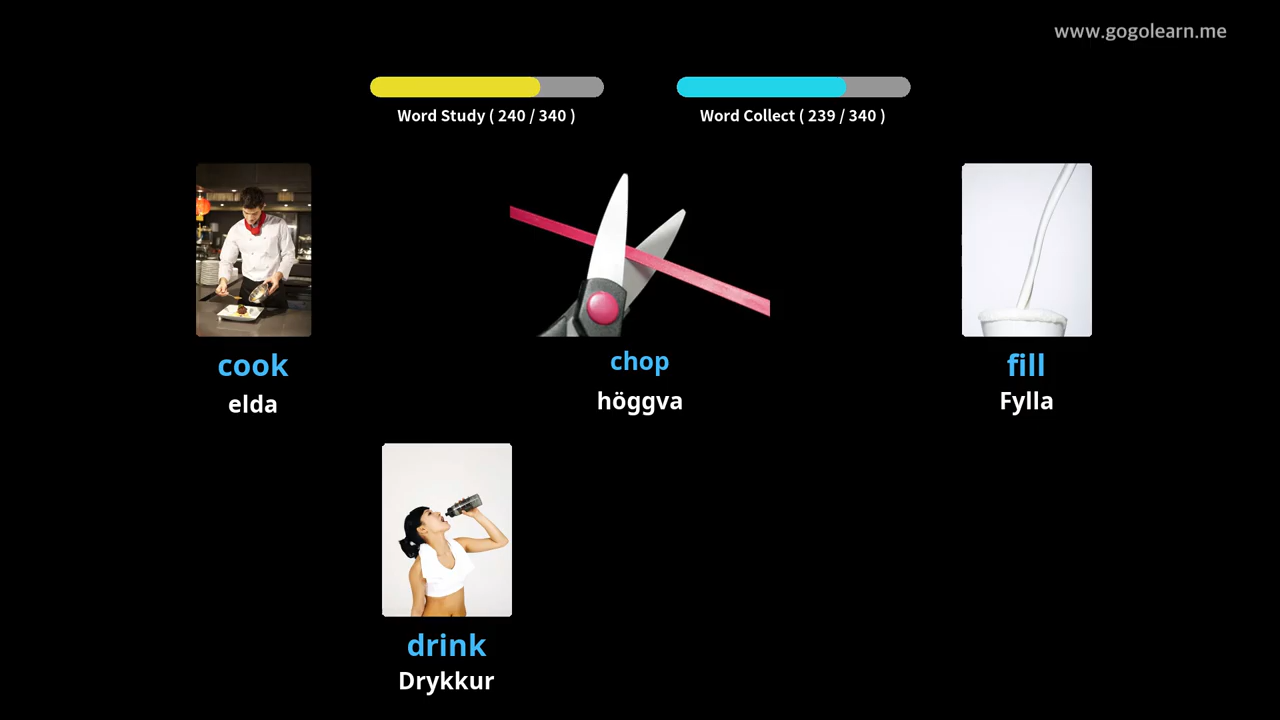 www.gogolearn.me
Word Study ( 240 / 340 )
Word Collect ( 239 / 340 )
cook
elda
chop
höggva
fill
Fylla
drink
Drykkur